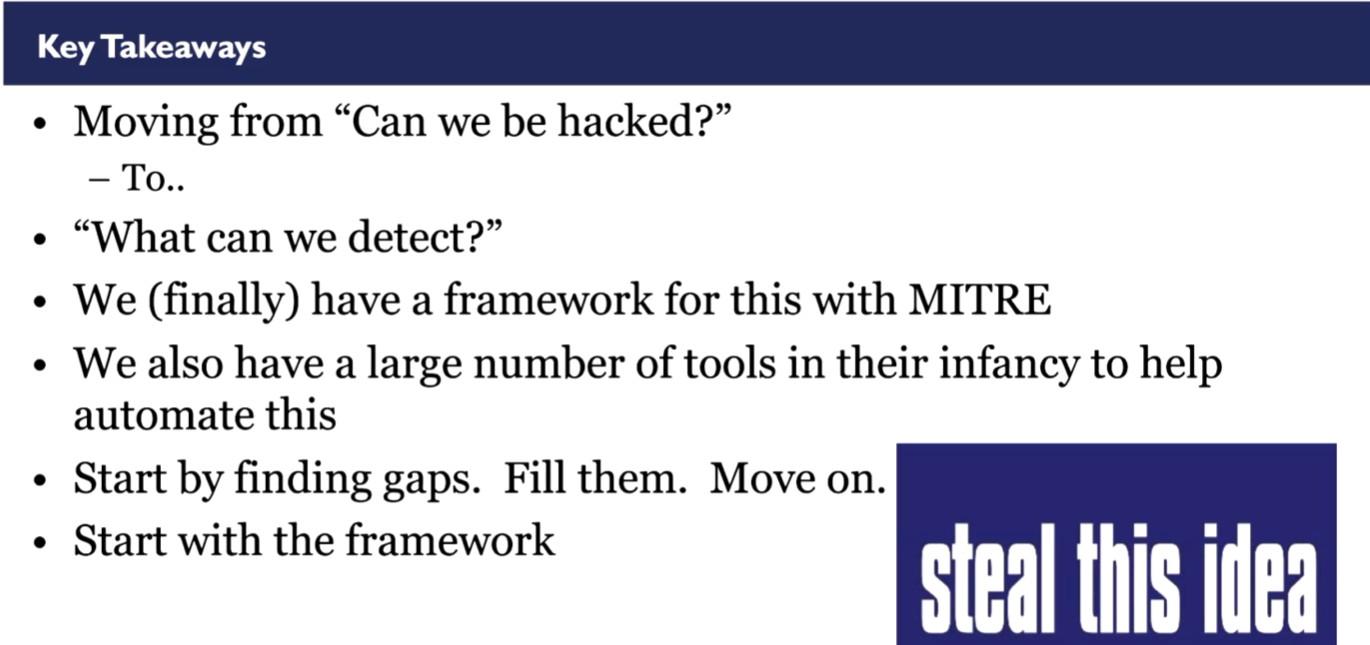 Key Takeaways
• Moving from “Can we be hacked?”
– To..
• “What can we detect?”
• We (finally) have a framework for this with MITRE
• We also have a large number of tools in their infancy to help
automate this
• Start by finding gaps.  Fill them.  Move on.
• Start with the framework
steal this idea